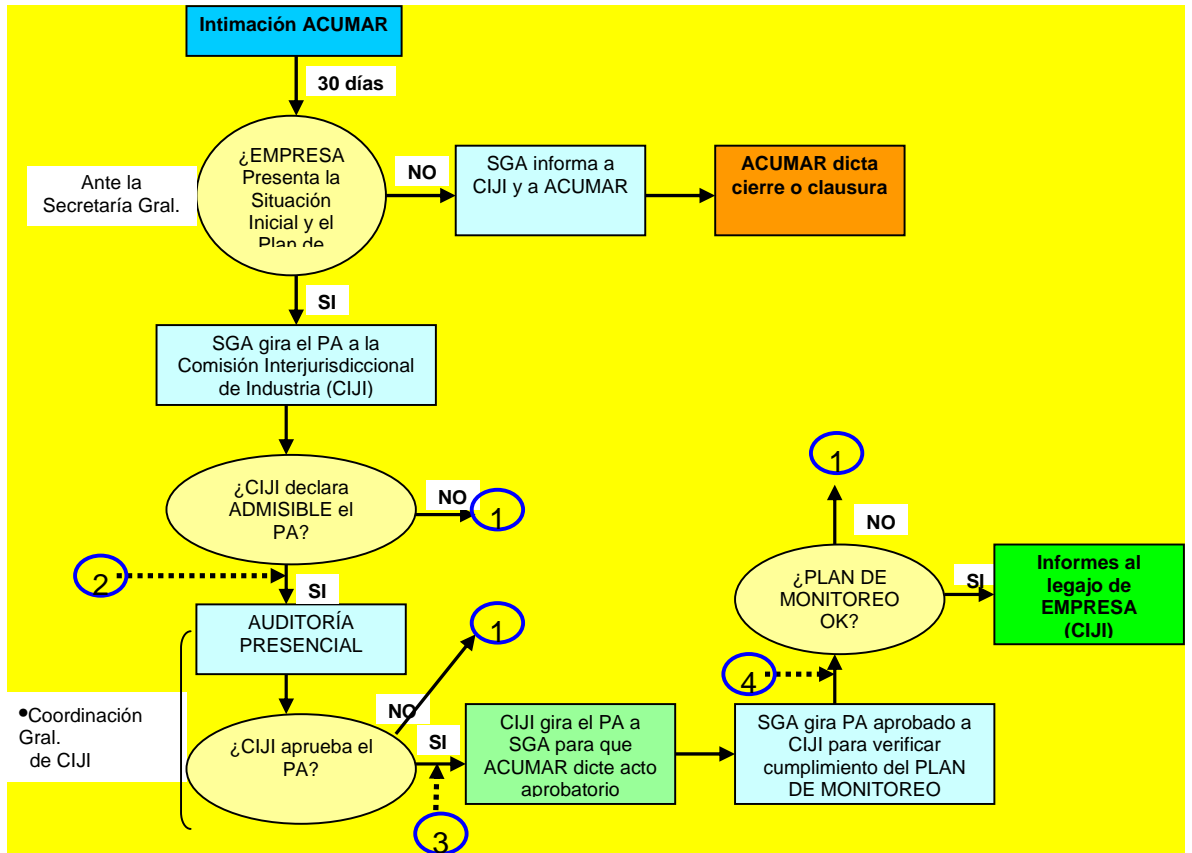 Intimación ACUMAR
30 días
¿EMPRESA
Presenta la
Situación
Inicial y el
Plan de
Ante la
Secretaría Gral.
NO
SGA informa a
CIJI y a ACUMAR
ACUMAR dicta
cierre o clausura
SI
SGA gira el PA a la
Comisión Interjurisdiccional
de Industria (CIJI)
¿CIJI declara
ADMISIBLE el
PA?
NO
1
2
SI
AUDITORÍA
PRESENCIAL
1
•Coordinación
Gral.
de CIJI
¿CIJI aprueba el
PA?
NO
SI
3
CIJI gira el PA a
SGA para que
ACUMAR dicte acto
aprobatorio
SGA gira PA aprobado a
CIJI para verificar
cumplimiento del PLAN
DE MONITOREO
4
¿PLAN DE
MONITOREO
OK?
NO
1
SI
Informes al
legajo de
EMPRESA
(CIJI)